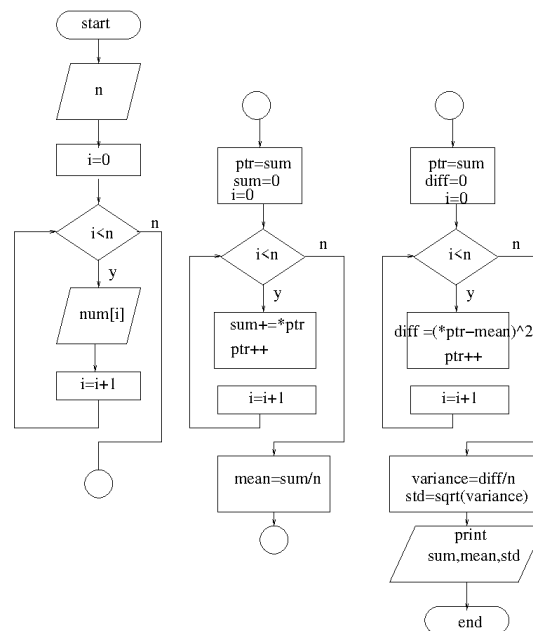 start
n
i=0
i<n
n
y
num[i]
i=i+1
ptr=sum
sum=0
i=0
i<n
n
y
sum+=*ptr
ptr++
i=i+1
mean=sum/n
ptr=sum
diff=0
i=0
i<n
n
y
diff =(*ptr-mean)^2
ptr++
i=i+1
variance=diff/n
std=sqrt(variance)
print
sum,mean,std
end